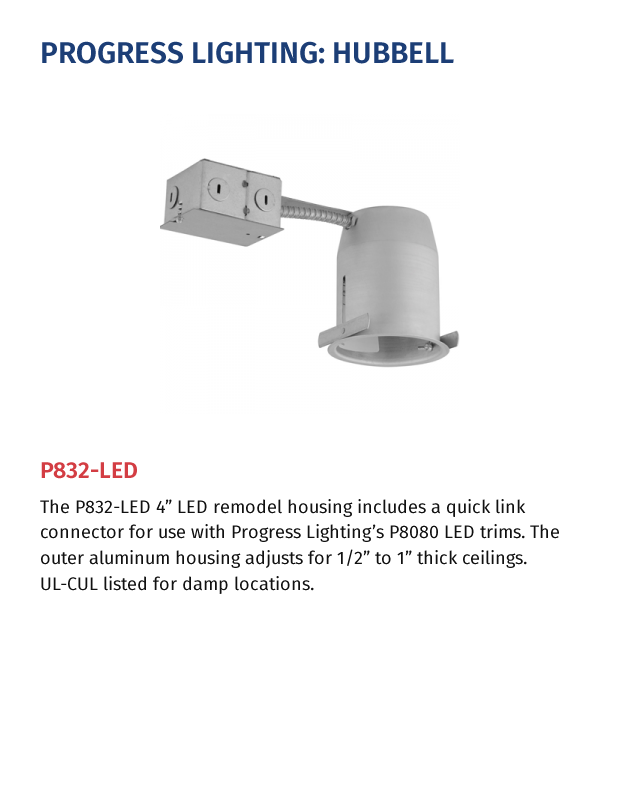 PROGRESS LIGHTING: HUBBELL
P832-LED
The P832-LED 4” LED remodel housing includes a quick link
connector for use with Progress Lighting’s P8080 LED trims. The
outer aluminum housing adjusts for 1/2” to 1” thick ceilings.
UL-CUL listed for damp locations.